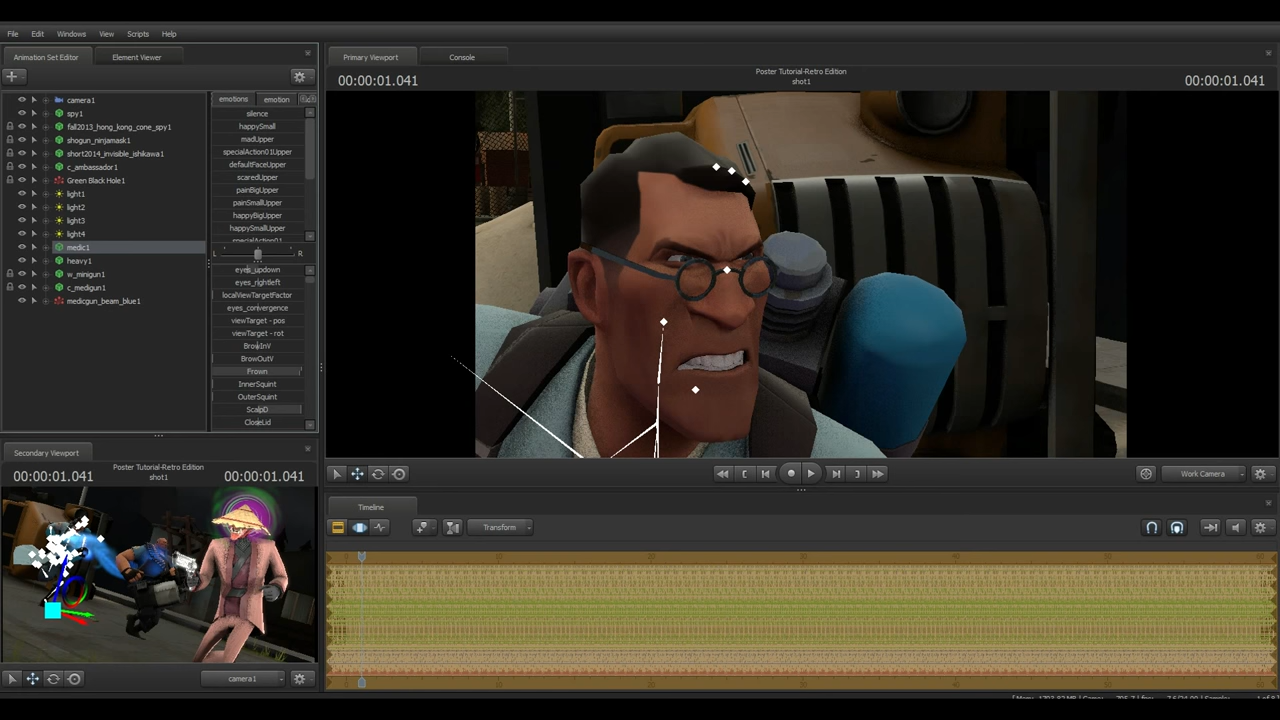 File Edit Windows View Scripts Help
Animation Set Editor Element Viewer
camera1
spy1
fall2013_hong_kong_cone_spy1
shogun_ninjamask1
short2014_invisible_ishikawa1
c_ambassador1
Green Black Hole1
light1
light2
light3
light4
medic1
heavy1
w_minigun1
c_medigun1
medicgun_beam_blue1
emotions emotion
silence
happySmall
madUpper
specialAction01Upper
defaultFaceUpper
scaredUpper
painBigUpper
painSmallUpper
happyBigUpper
happySmallUpper
specialAction01
L R
eyes_updown
eyes_rightleft
localViewTargetFactor
eyes_convergence
viewTarget - pos
viewTarget - rot
BrowInV
BrowOutV
Frown
InnerSquint
OuterSquint
ScalpD
CloseLid
Primary Viewport Console
00:00:01.041
Poster Tutorial-Retro Edition
shot1
00:00:01.041
Work Camera
Secondary Viewport
00:00:01.041
Poster Tutorial-Retro Edition
shot1
00:00:01.041
camera1
Timeline
Transform